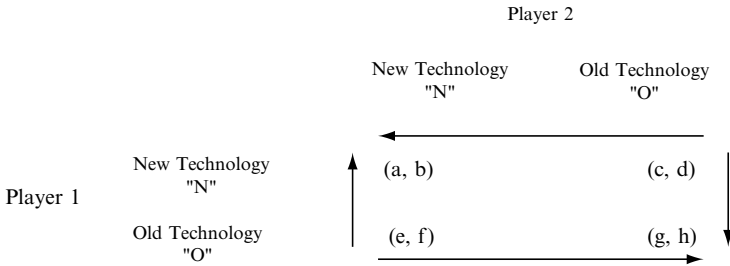 Player 2
New Technology
"N"
Old Technology
"O"
Player 1
New Technology
"N"
(a, b)
(c, d)
Old Technology
"O"
(e, f)
(g, h)